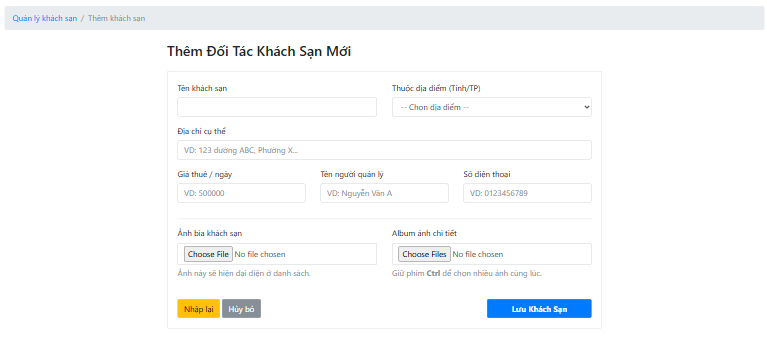 Quản lý khách sạn / Thêm khách sạn
Thêm Đối Tác Khách Sạn Mới
Tên khách sạn
Thuộc địa điểm (Tỉnh/TP)
-- Chọn địa điểm --
Địa chỉ cụ thể
VD: 123 đường ABC, Phường X...
Giá thuê / ngày
Tên người quản lý
Số điện thoại
VD: 500000
VD: Nguyễn Văn A
VD: 0123456789
Ảnh bìa khách sạn
Album ảnh chi tiết
Choose File No file chosen
Choose Files No file chosen
Ảnh này sẽ hiện đại diện ở danh sách.
Giữ phím Ctrl để chọn nhiều ảnh cùng lúc.
Nhập lại
Hủy bỏ
Lưu Khách Sạn